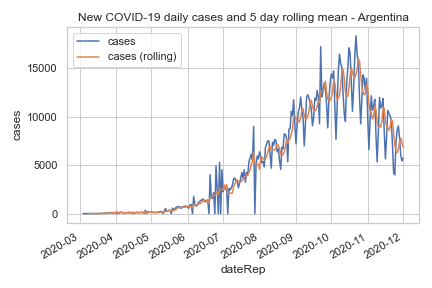 New COVID-19 daily cases and 5 day rolling mean - Argentina
cases
cases (rolling)
15000
10000
5000
0
cases
2020-03
2020-04
2020-05
2020-06
2020-07
2020-08
2020-09
2020-10
2020-11
2020-12
dateRep